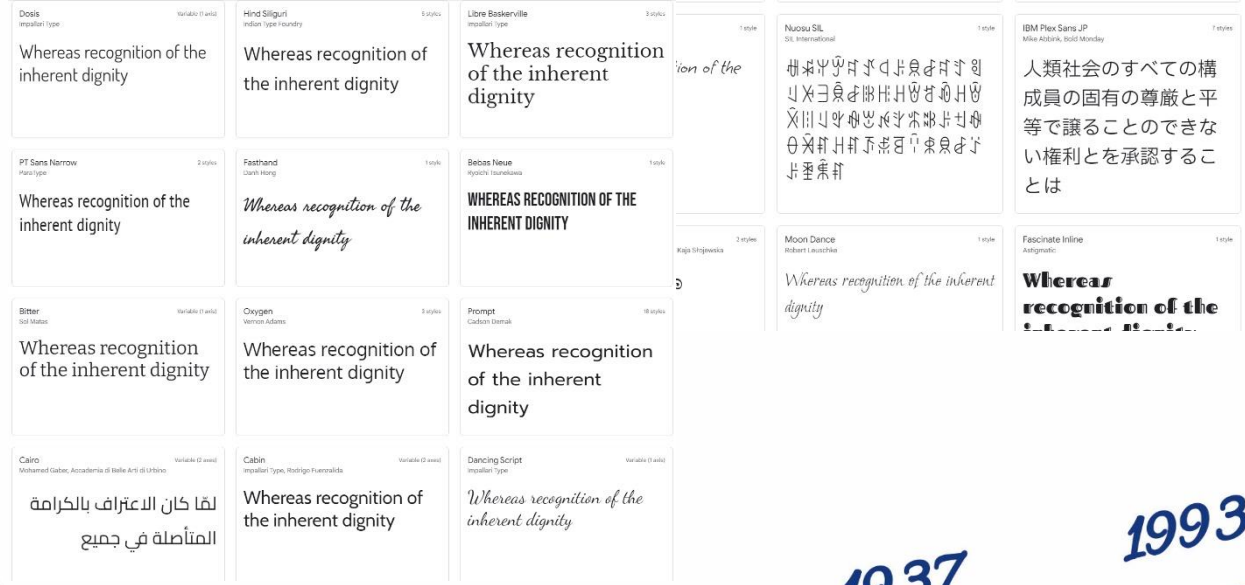 Dosis
Variable (1 axis)
Impallari Type
Whereas recognition of the
inherent dignity
Hind Siliguri
5 styles
Indian Type Foundry
Whereas recognition of
the inherent dignity
Libre Baskerville
3 styles
Impallari Type
Whereas recognition
of the inherent
dignity
PT Sans Narrow
2 styles
ParaType
Whereas recognition of the
inherent dignity
Fasthand
1 style
Danh Hong
Whereas recognition of the
inherent dignity
Bebas Neue
1 style
Ryoichi Tsunekawa
WHEREAS RECOGNITION OF THE
INHERENT DIGNITY
Bitter
Variable (1 axis)
Sol Matas
Whereas recognition
of the inherent dignity
Oxygen
3 styles
Vernon Adams
Whereas recognition of
the inherent dignity
Prompt
18 styles
Cadson Demak
Whereas recognition
of the inherent
dignity
Cairo
Variable (2 axes)
Mohamed Gaber, Accademia di Belle Arti di Urbino
لمّا كان الاعتراف بالكرامة
المتأصلة في جميع
Cabin
Variable (2 axes)
Impallari Type, Rodrigo Fuenzalida
Whereas recognition of
the inherent dignity
Dancing Script
Variable (1 axis)
Impallari Type
Whereas recognition of the
inherent dignity
1 style
ion of the
Nuosu SIL
1 style
SIL International
IBM Plex Sans JP
7 styles
Mike Abbink, Bold Monday
人類社会のすべての構
成員の固有の尊厳と平
等で譲ることのできな
い権利とを承認するこ
とは
2 styles
Kaja Słojewska
Moon Dance
1 style
Robert Leuschke
Whereas recognition of the inherent
dignity
Fascinate Inline
1 style
Astigmatic
Whereas
recognition of the
inherent dignity
1937
1993